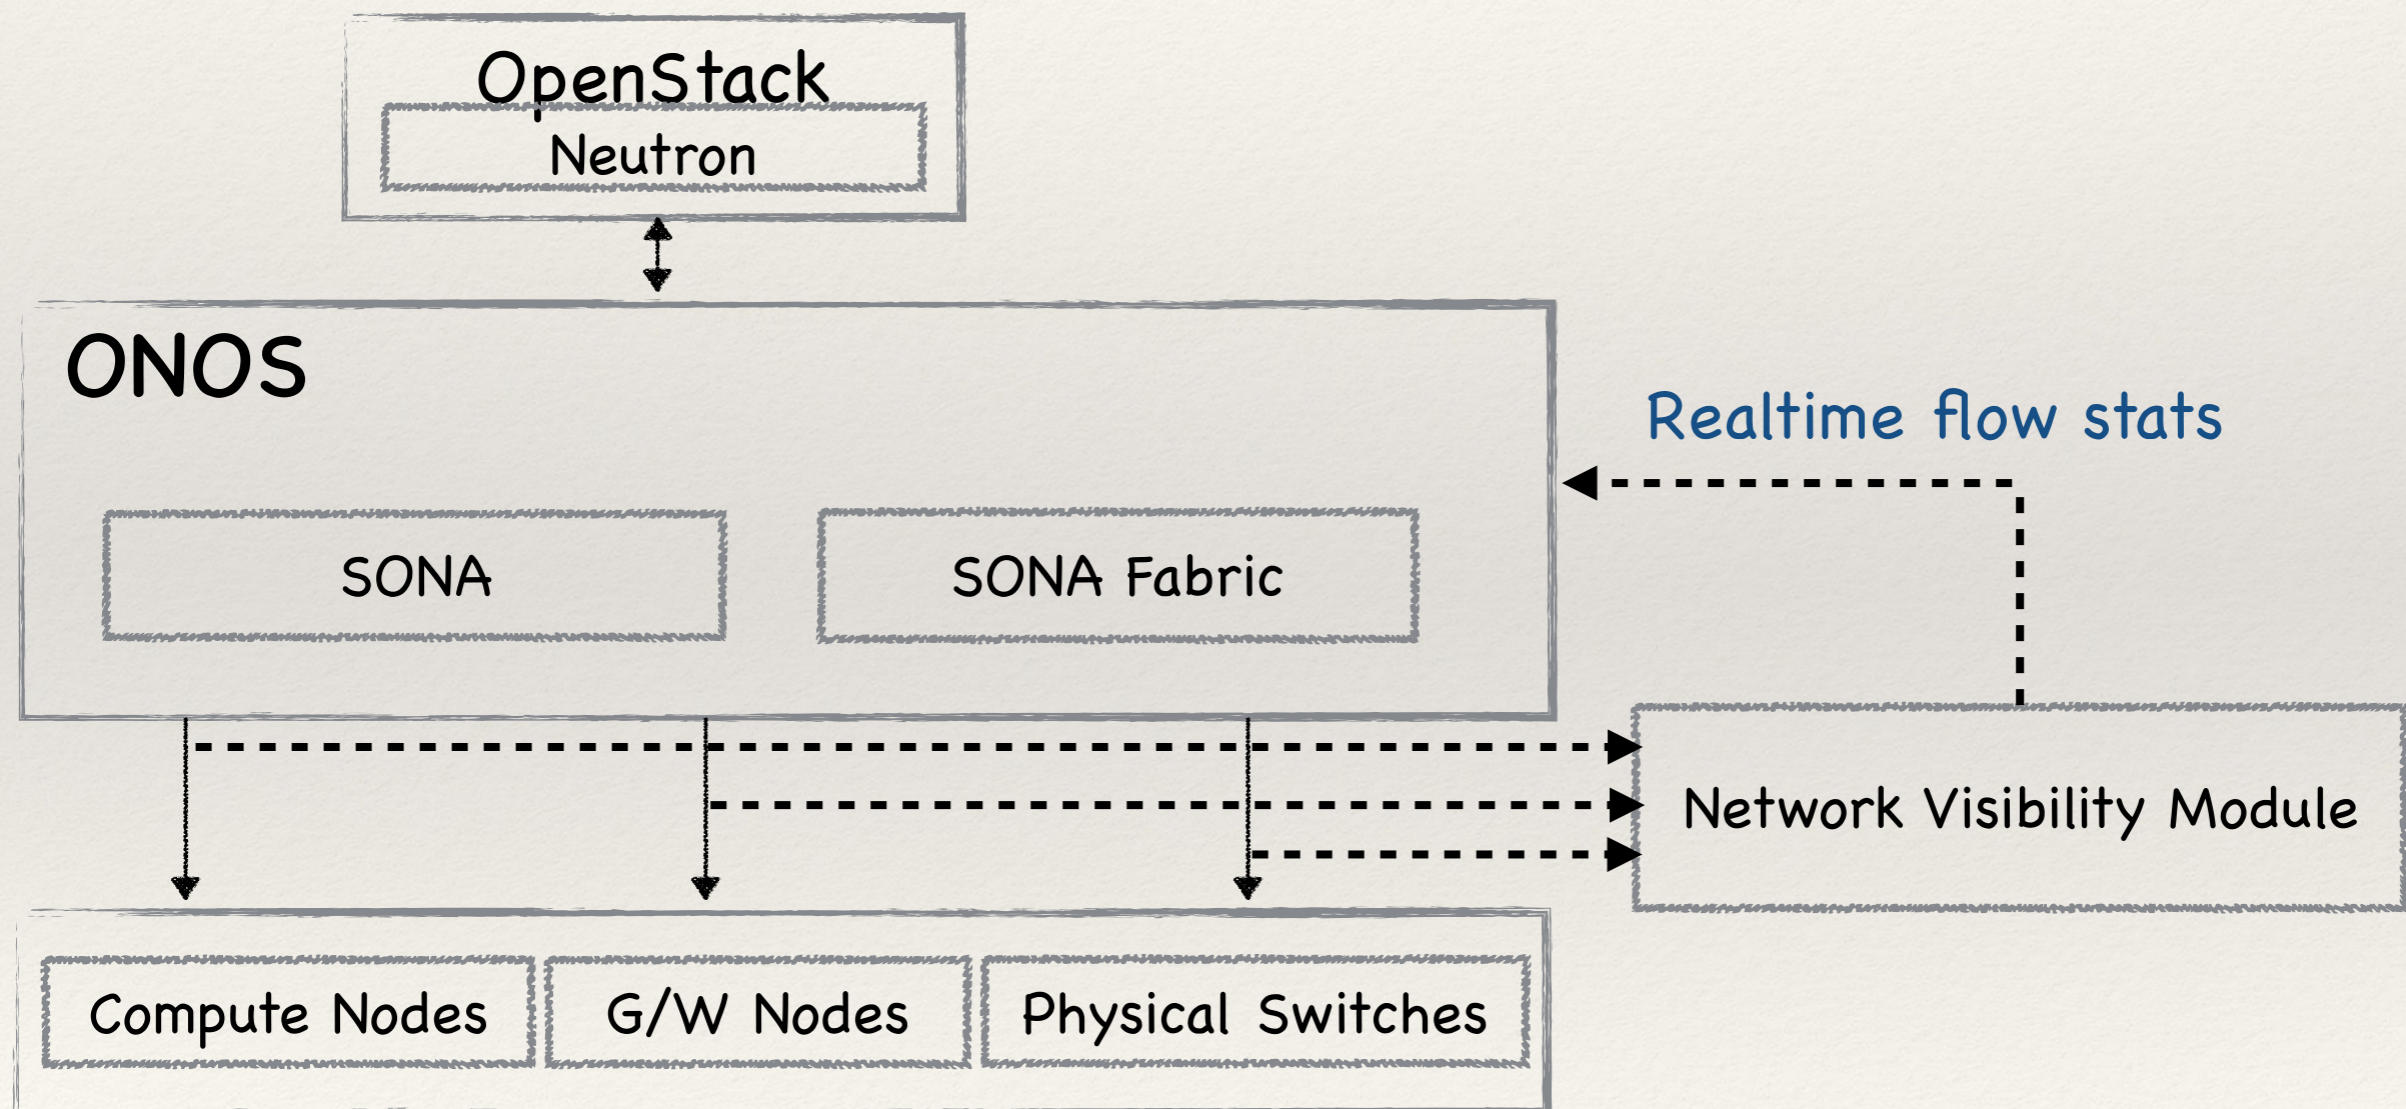 OpenStack
Neutron
ONOS
Realtime flow stats
SONA
SONA Fabric
Network Visibility Module
Compute Nodes
G/W Nodes
Physical Switches